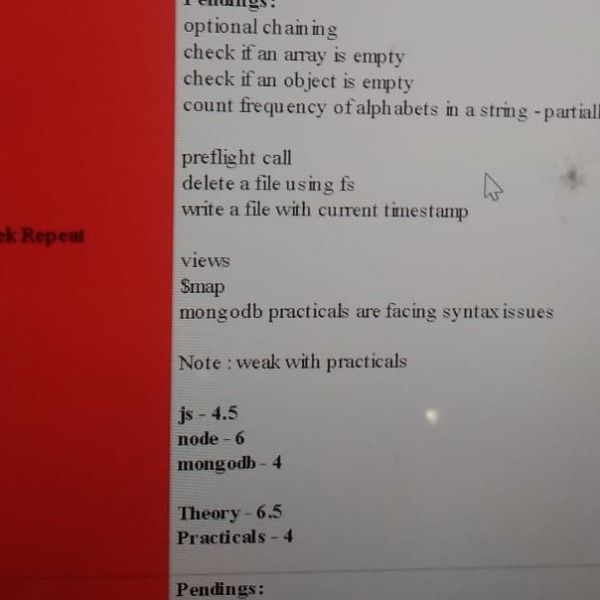 Pendings:
optional chaining
check if an array is empty
check if an object is empty
count frequency of alphabets in a string - partiall
preflight call
delete a file using fs
write a file with current timestamp
ek Repeat
views
$map
mongodb practicals are facing syntax issues
Note : weak with practicals
js - 4.5
node - 6
mongodb - 4
Theory - 6.5
Practicals - 4
Pendings: